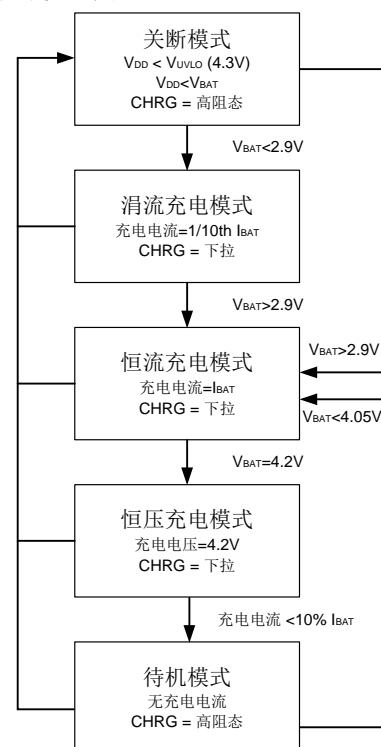 关断模式
VDD < VUVLO (4.3V)
VDD<VBAT
CHRG = 高阻态
VBAT<2.9V
涓流充电模式
充电电流=1/10th IBAT
CHRG = 下拉
VBAT>2.9V
恒流充电模式
充电电流=IBAT
CHRG = 下拉
VBAT>2.9V
VBAT<4.05V
VBAT=4.2V
恒压充电模式
充电电压=4.2V
CHRG = 下拉
充电电流 <10% IBAT
待机模式
无充电电流
CHRG = 高阻态